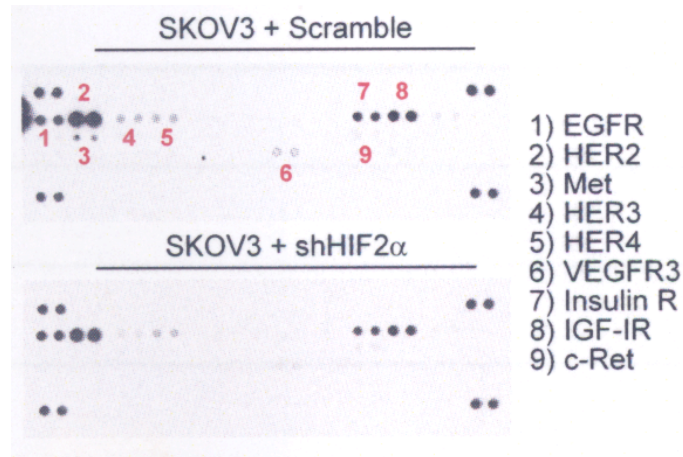 SKOV3 + Scramble
2
7 8
1
3
4 5
9
6
SKOV3 + shHIF2α
1) EGFR
2) HER2
3) Met
4) HER3
5) HER4
6) VEGFR3
7) Insulin R
8) IGF-IR
9) c-Ret